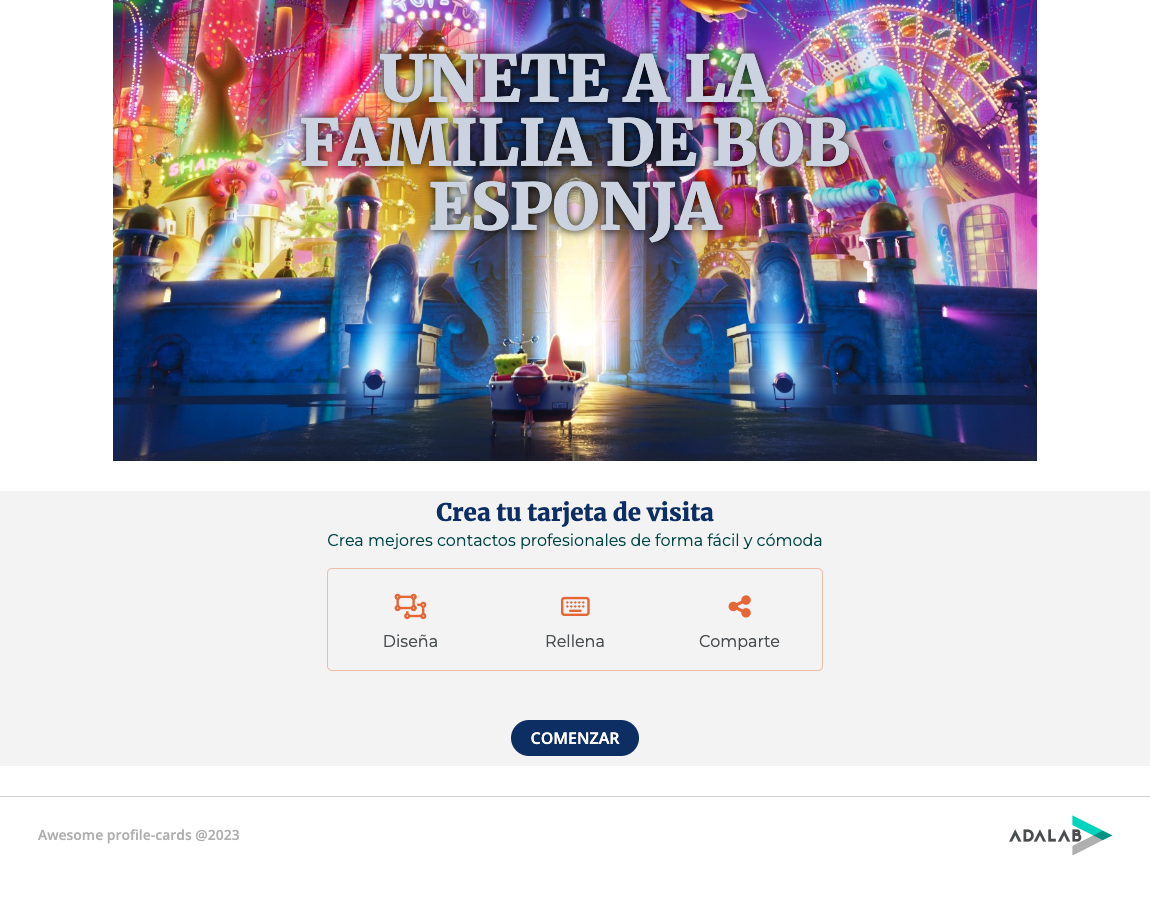 UNETE A LA
FAMILIA DE BOB
ESPONJA
Crea tu tarjeta de visita
Crea mejores contactos profesionales de forma fácil y cómoda
Diseña
Rellena
Comparte
COMENZAR
Awesome profile-cards @2023
ADALAB